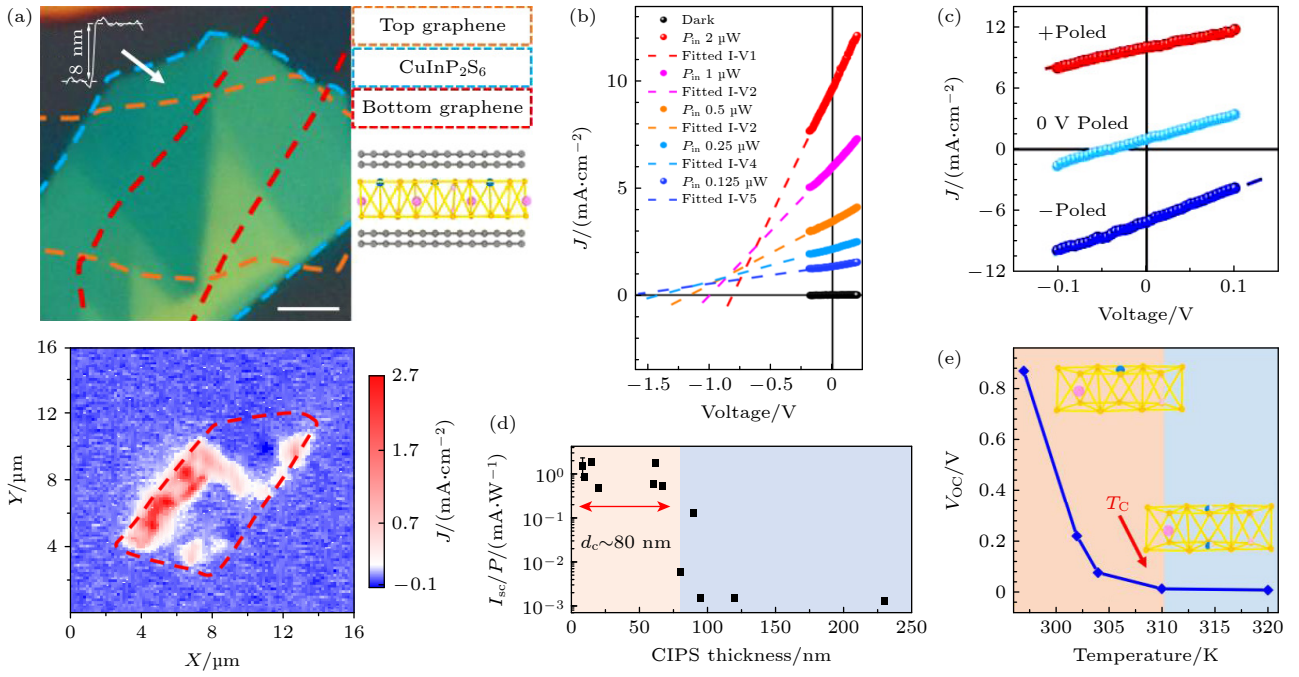 (a)
8 nm
Top graphene
CuInP₂S₆
Bottom graphene
16
12
8
4
0
0
4
8
12
16
Y/μm
X/μm
2.7
1.7
0.7
−0.1
J/(mA·cm−2)
(b)
Dark
Pin 2 μW
Fitted I-V1
Pin 1 μW
Fitted I-V2
Pin 0.5 μW
Fitted I-V2
Pin 0.25 μW
Fitted I-V4
Pin 0.125 μW
Fitted I-V5
10
5
0
−1.5
−1.0
−0.5
0
J/(mA·cm−2)
Voltage/V
(c)
12
6
0
−6
−12
+Poled
0 V Poled
−Poled
−0.1
0
0.1
J/(mA·cm−2)
Voltage/V
(d)
10⁰
10−1
10−2
10−3
dc~80 nm
0
50
100
150
200
250
Isc/P/(mA·W−1)
CIPS thickness/nm
(e)
0.8
0.6
0.4
0.2
0
TC
300
305
310
315
320
VOC/V
Temperature/K